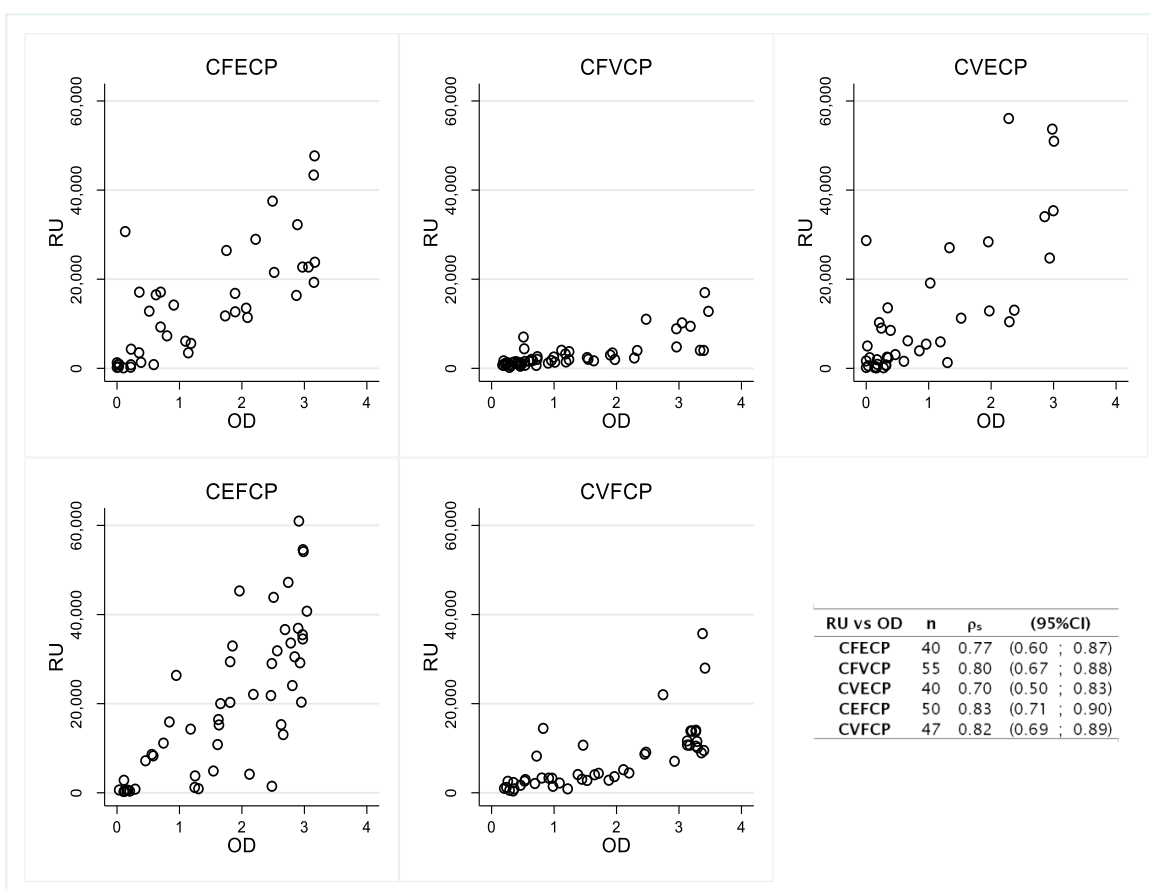 CFECP
60,000
40,000
20,000
0
RU
0 1 2 3 4
OD
CFVCP
60,000
40,000
20,000
0
RU
0 1 2 3 4
OD
CVECP
60,000
40,000
20,000
0
RU
0 1 2 3 4
OD
CEFCP
60,000
40,000
20,000
0
RU
0 1 2 3 4
OD
CVFCP
60,000
40,000
20,000
0
RU
0 1 2 3 4
OD
RU vs OD n ρs (95%CI)
CFECP 40 0.77 (0.60 ; 0.87)
CFVCP 55 0.80 (0.67 ; 0.88)
CVECP 40 0.70 (0.50 ; 0.83)
CEFCP 50 0.83 (0.71 ; 0.90)
CVFCP 47 0.82 (0.69 ; 0.89)